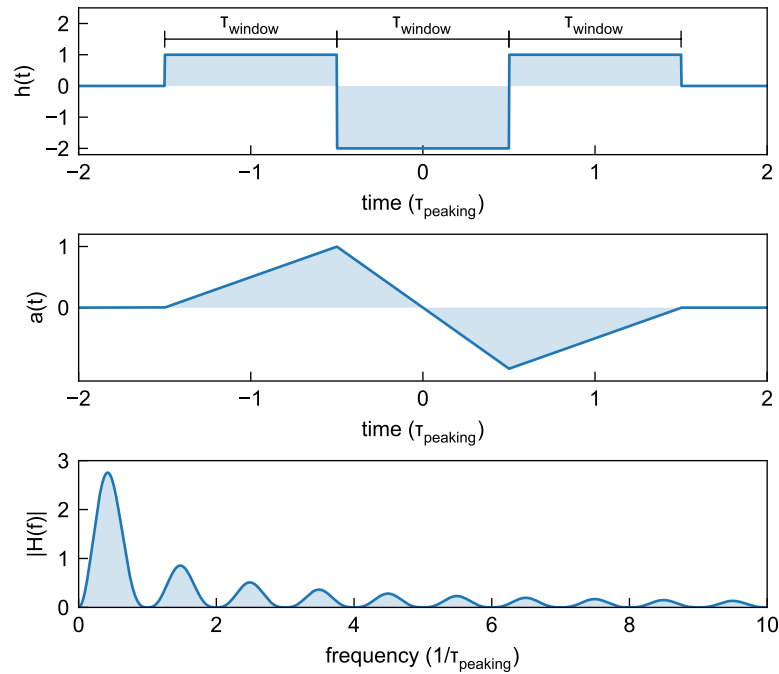 τwindow τwindow τwindow
2
1
0
−1
−2
h(t)
−2 −1 0 1 2
time (τpeaking)
1
0
a(t)
−2 −1 0 1 2
time (τpeaking)
3
2
1
0
|H(f)|
0 2 4 6 8 10
frequency (1/τpeaking)